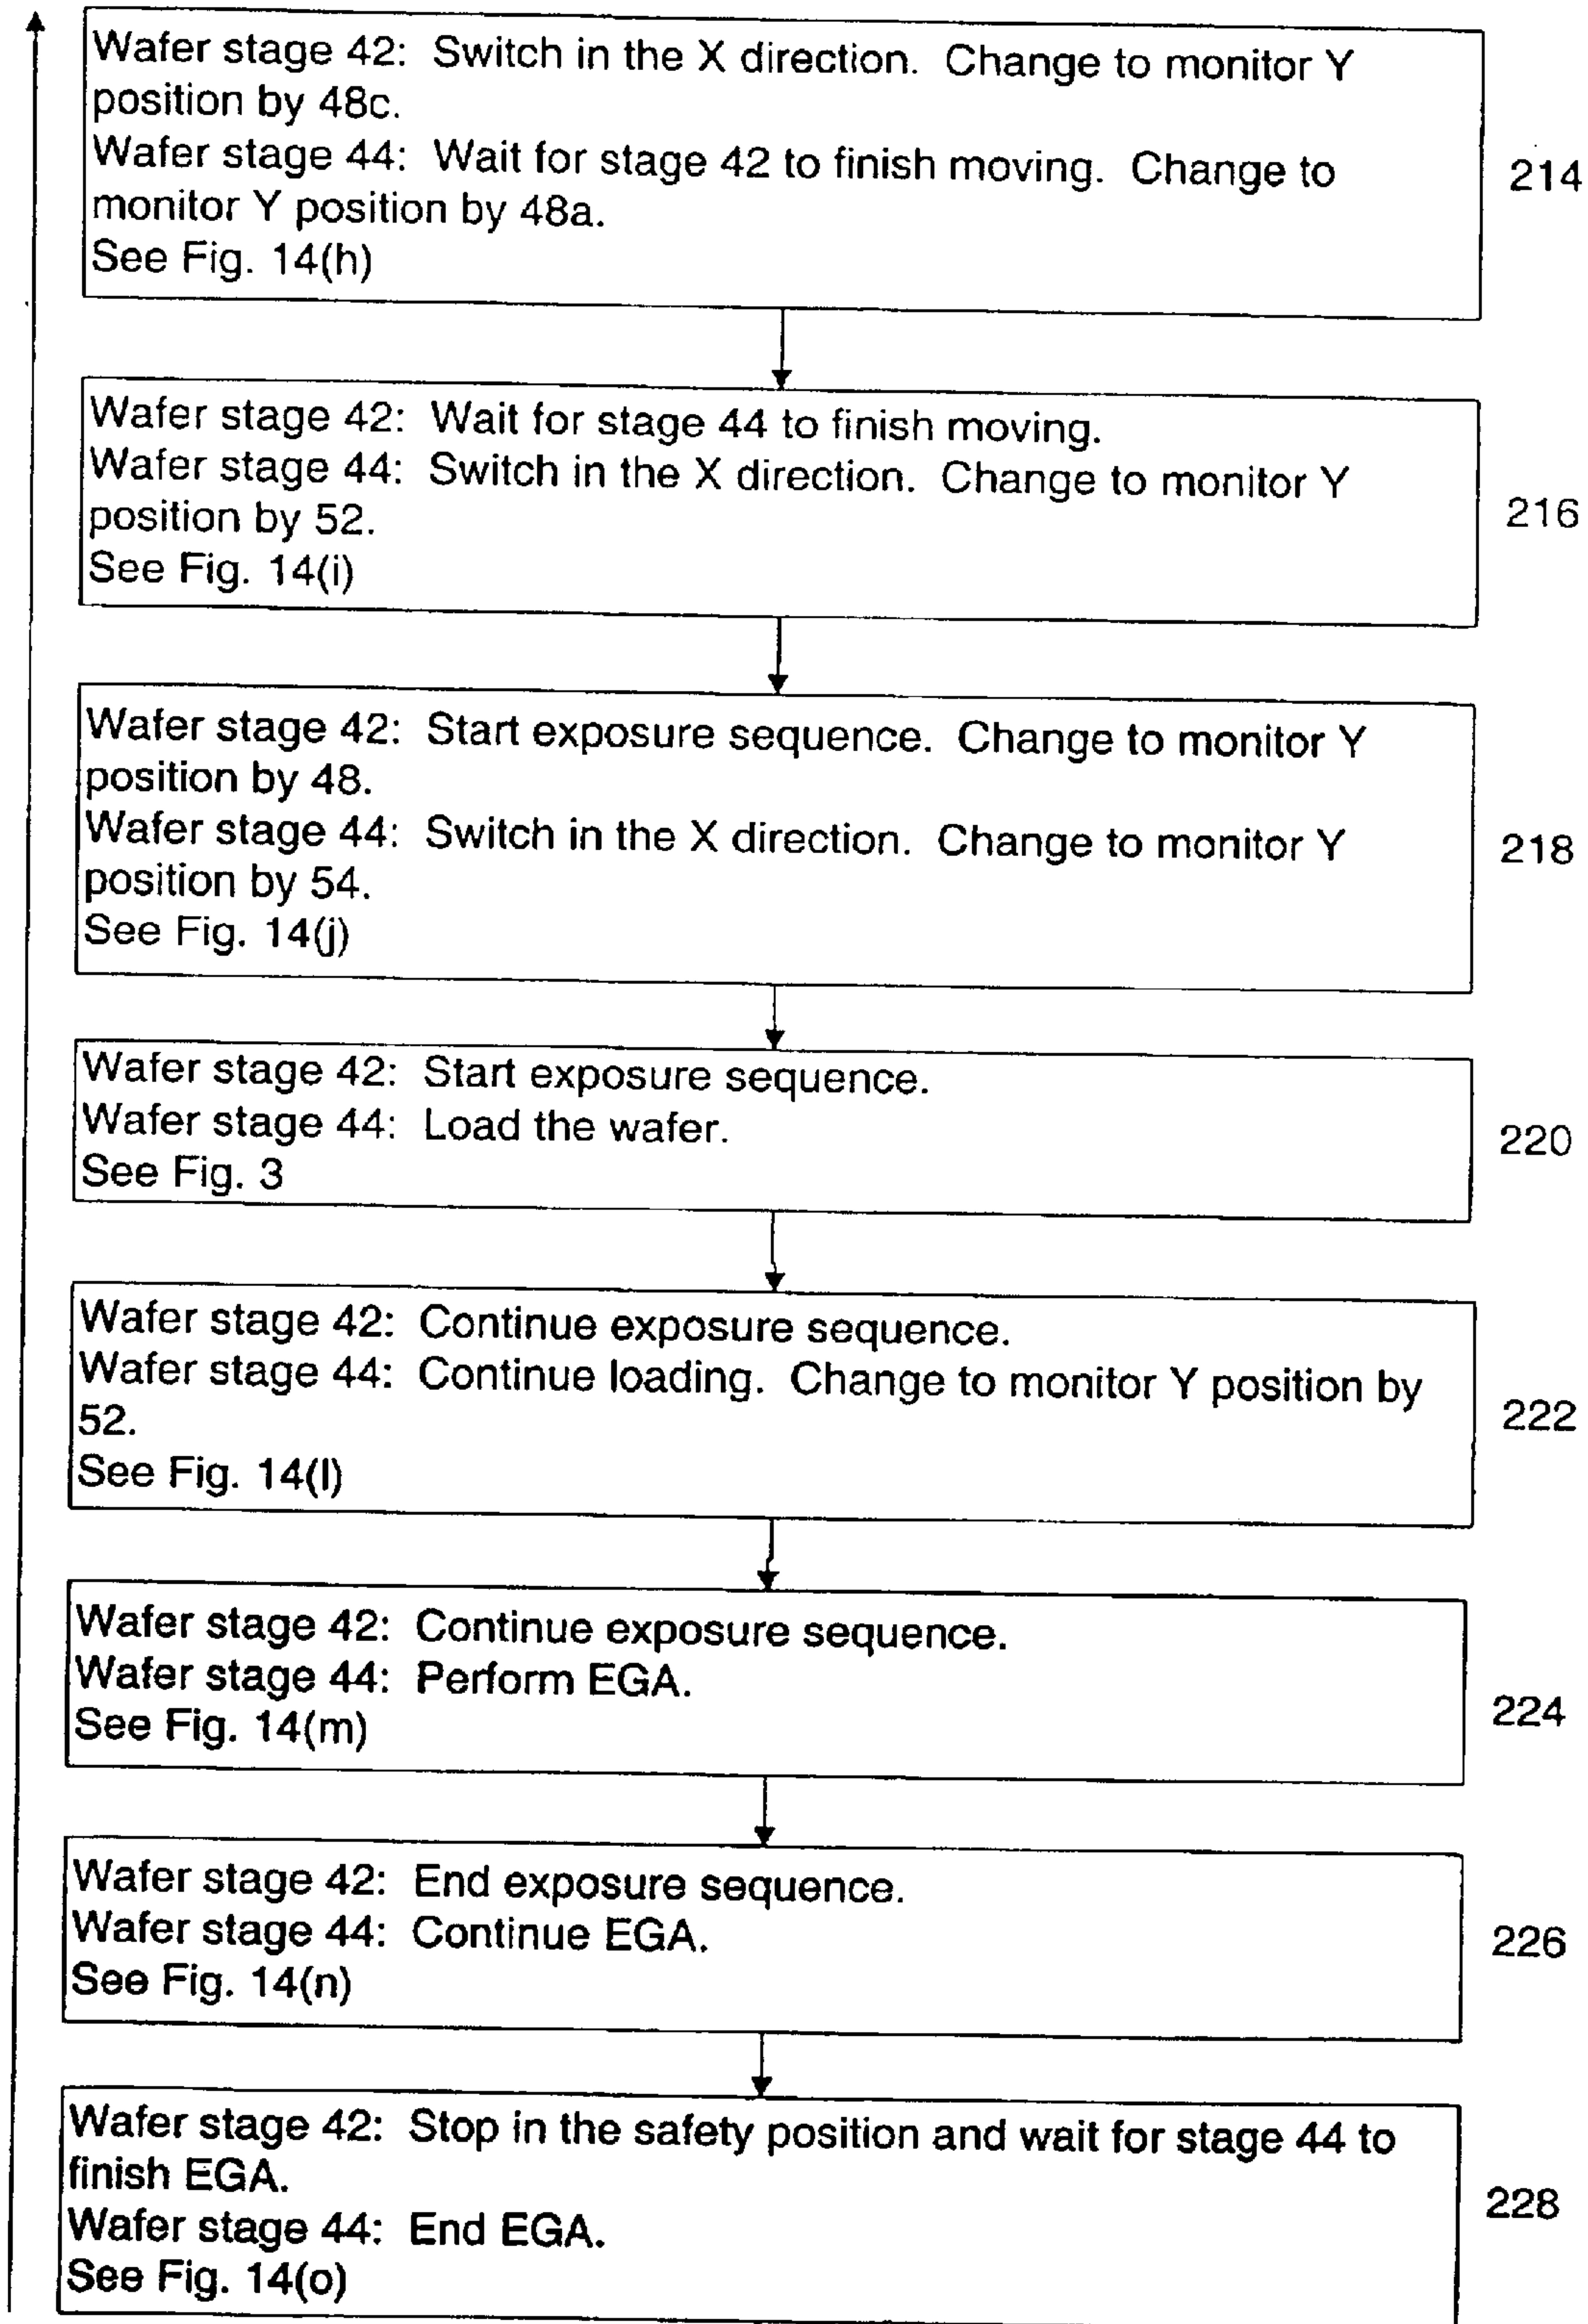 Wafer stage 42: Switch in the X direction. Change to monitor Y
position by 48c.
Wafer stage 44: Wait for stage 42 to finish moving. Change to
monitor Y position by 48a.
See Fig. 14(h)
214
Wafer stage 42: Wait for stage 44 to finish moving.
Wafer stage 44: Switch in the X direction. Change to monitor Y
position by 52.
See Fig. 14(i)
216
Wafer stage 42: Start exposure sequence. Change to monitor Y
position by 48.
Wafer stage 44: Switch in the X direction. Change to monitor Y
position by 54.
See Fig. 14(j)
218
Wafer stage 42: Start exposure sequence.
Wafer stage 44: Load the wafer.
See Fig. 3
220
Wafer stage 42: Continue exposure sequence.
Wafer stage 44: Continue loading. Change to monitor Y position by
52.
See Fig. 14(l)
222
Wafer stage 42: Continue exposure sequence.
Wafer stage 44: Perform EGA.
See Fig. 14(m)
224
Wafer stage 42: End exposure sequence.
Wafer stage 44: Continue EGA.
See Fig. 14(n)
226
Wafer stage 42: Stop in the safety position and wait for stage 44 to
finish EGA.
Wafer stage 44: End EGA.
See Fig. 14(o)
228